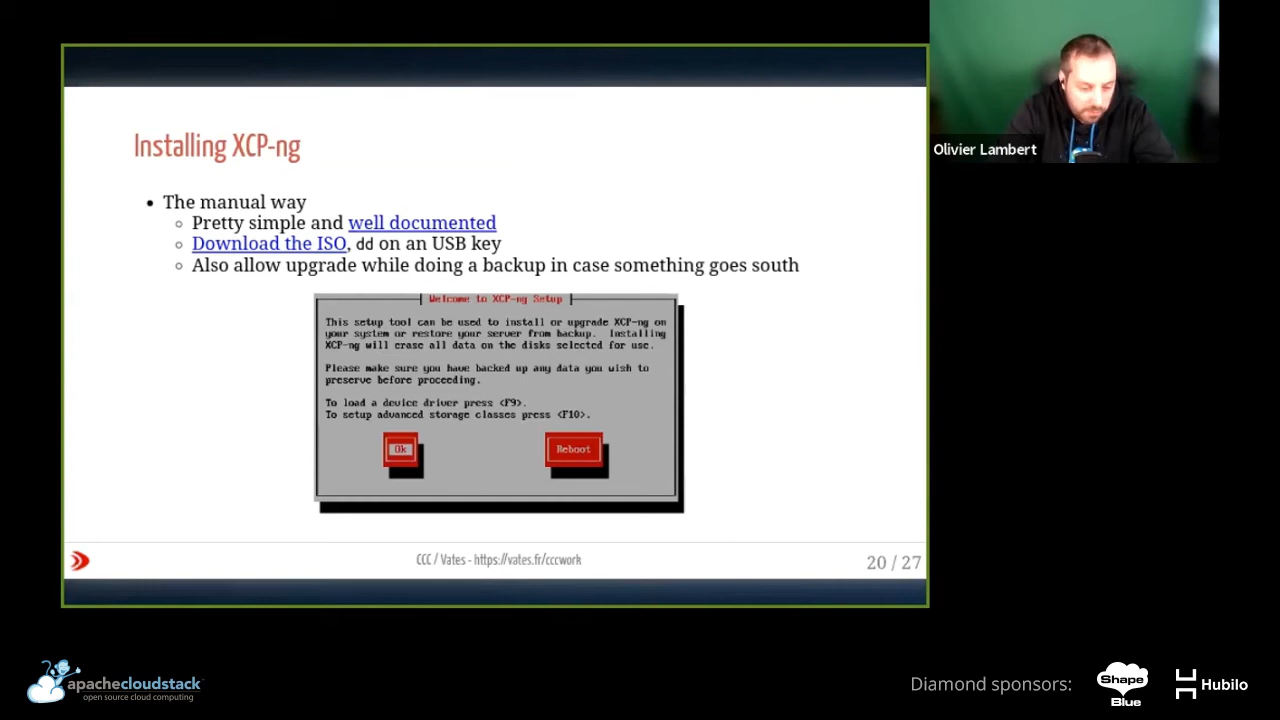 Installing XCP-ng
• The manual way
◦ Pretty simple and well documented
◦ Download the ISO, dd on an USB key
◦ Also allow upgrade while doing a backup in case something goes south
Welcome to XCP-ng Setup
This setup tool can be used to install or upgrade XCP-ng on
your system or restore your server from backup. Installing
XCP-ng will erase all data on the disks selected for use.
Please make sure you have backed up any data you wish to
preserve before proceeding.
To load a device driver press <F9>.
To setup advanced storage classes press <F10>.
Ok
Reboot
CCC / Vates - https://vates.fr/cccwork
20 / 27
Olivier Lambert
apachecloudstack
open source cloud computing
Diamond sponsors:
Shape
Blue
Hubilo